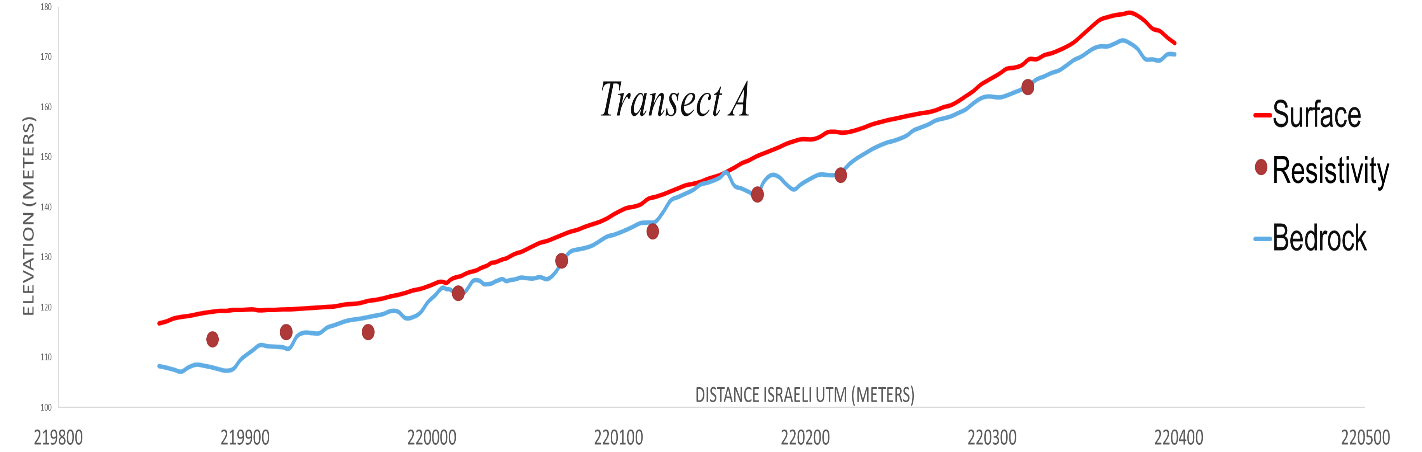 180
170
160
150
140
130
120
110
100
ELEVATION (METERS)
Transect A
Surface
Resistivity
Bedrock
DISTANCE ISRAELI UTM (METERS)
219800 219900 220000 220100 220200 220300 220400 220500